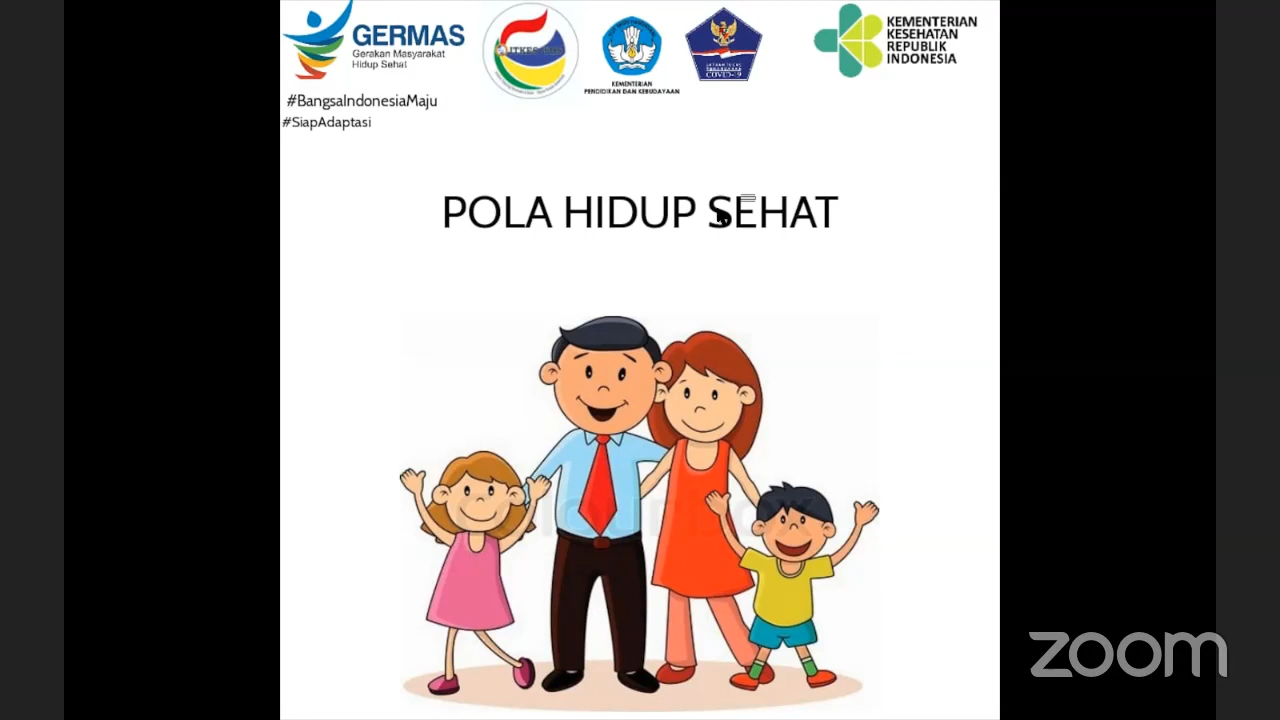 GERMAS
Gerakan Masyarakat
Hidup Sehat
#BangsaIndonesiaMaju
#SiapAdaptasi
KEMENTERIAN
PENDIDIKAN DAN KEBUDAYAAN
COVID-19
KEMENTERIAN
KESEHATAN
REPUBLIK
INDONESIA
POLA HIDUP SEHAT
zoom